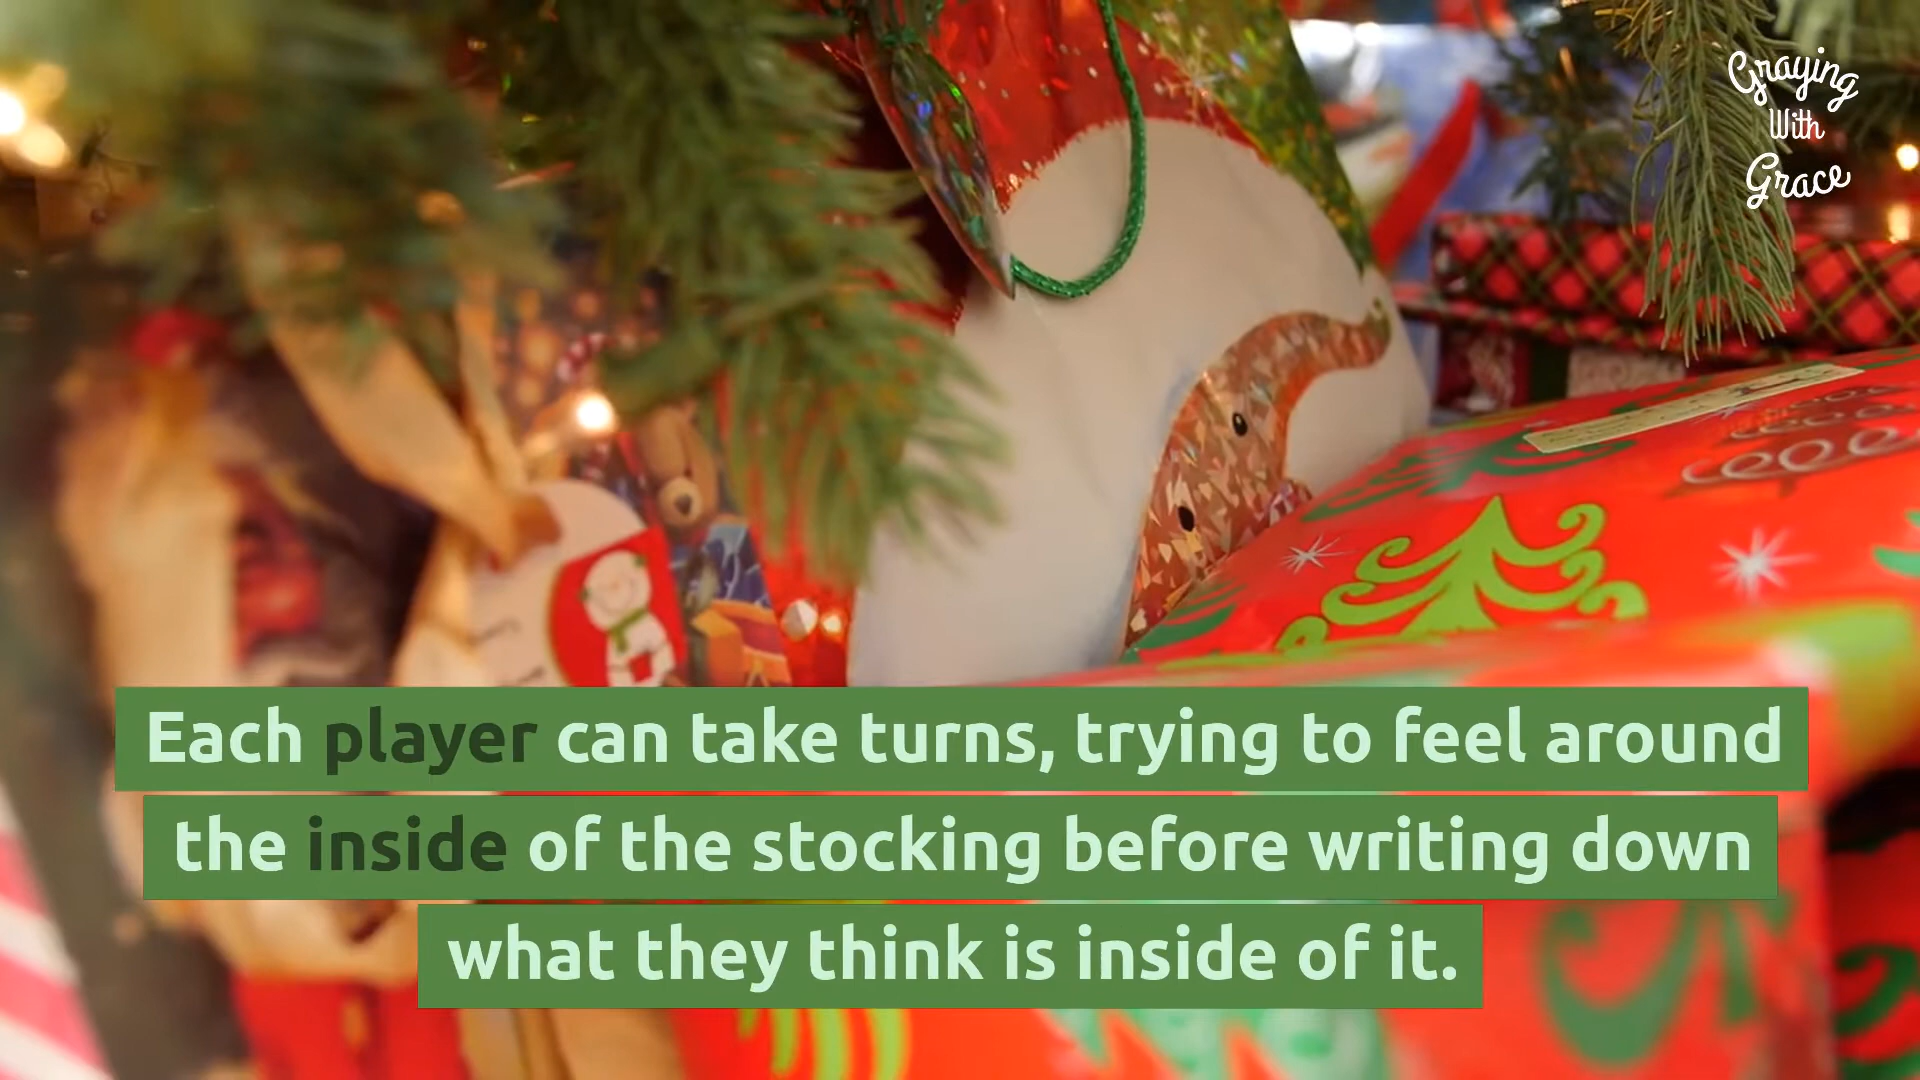 Graying
With
Grace
Each player can take turns, trying to feel around
the inside of the stocking before writing down
what they think is inside of it.